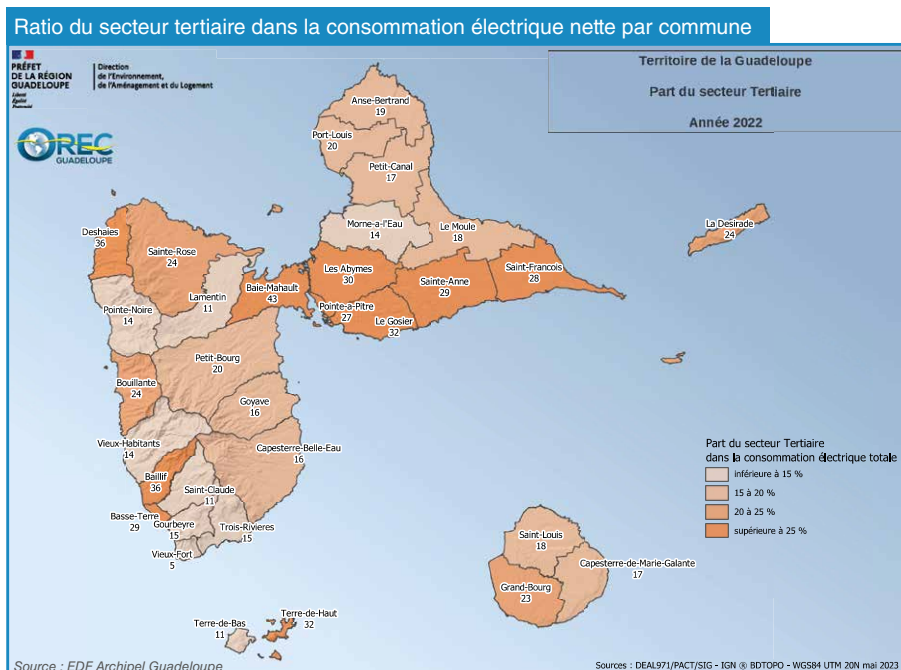 Ratio du secteur tertiaire dans la consommation électrique nette par commune
PRÉFET
DE LA RÉGION
GUADELOUPE
Liberté
Égalité
Fraternité
Direction
de l'Environnement,
de l'Aménagement et du Logement
OREC
GUADELOUPE
Territoire de la Guadeloupe
Part du secteur Tertiaire
Année 2022
Anse-Bertrand
19
Port-Louis
20
Petit-Canal
17
Morne-a-l'Eau
14
Le Moule
18
La Desirade
24
Deshaies
36
Sainte-Rose
24
Lamentin
11
Baie-Mahault
43
Les Abymes
30
Sainte-Anne
29
Saint-Francois
28
Pointe-a-Pitre
27
Le Gosier
32
Pointe-Noire
14
Petit-Bourg
20
Bouillante
24
Goyave
16
Vieux-Habitants
14
Capesterre-Belle-Eau
16
Baillif
36
Saint-Claude
11
Basse-Terre
29
Gourbeyre
15
Trois-Rivieres
15
Vieux-Fort
5
Terre-de-Bas
11
Terre-de-Haut
32
Saint-Louis
18
Capesterre-de-Marie-Galante
17
Grand-Bourg
23
Part du secteur Tertiaire
dans la consommation électrique totale
inférieure à 15 %
15 à 20 %
20 à 25 %
supérieure à 25 %
Source : EDF Archipel Guadeloupe
Sources : DEAL971/PACT/SIG - IGN ® BDTOPO - WGS84 UTM 20N mai 2023